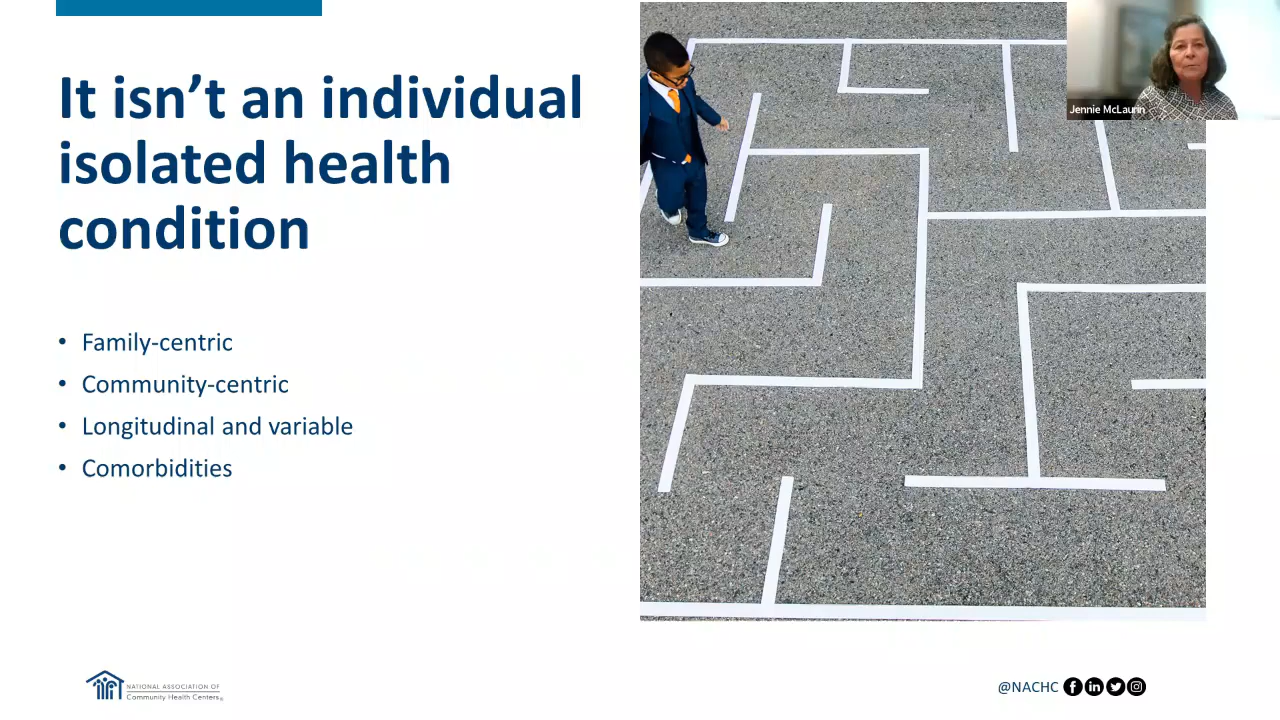 It isn’t an individual
isolated health
condition
• Family-centric
• Community-centric
• Longitudinal and variable
• Comorbidities
Jennie McLaurin
NATIONAL ASSOCIATION OF
Community Health Centers®
@NACHC